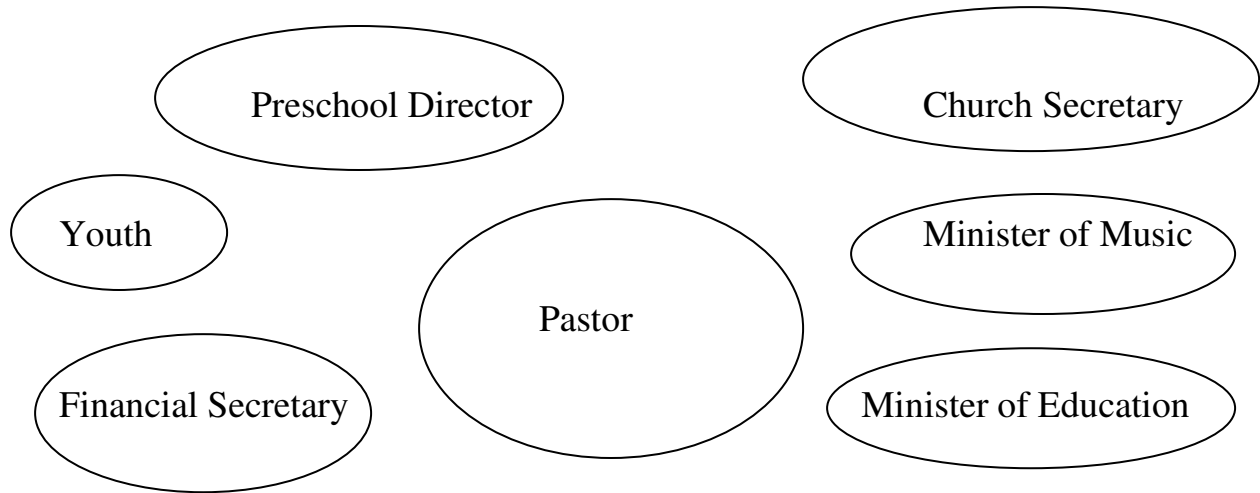 Preschool Director
Church Secretary
Youth
Minister of Music
Pastor
Financial Secretary
Minister of Education